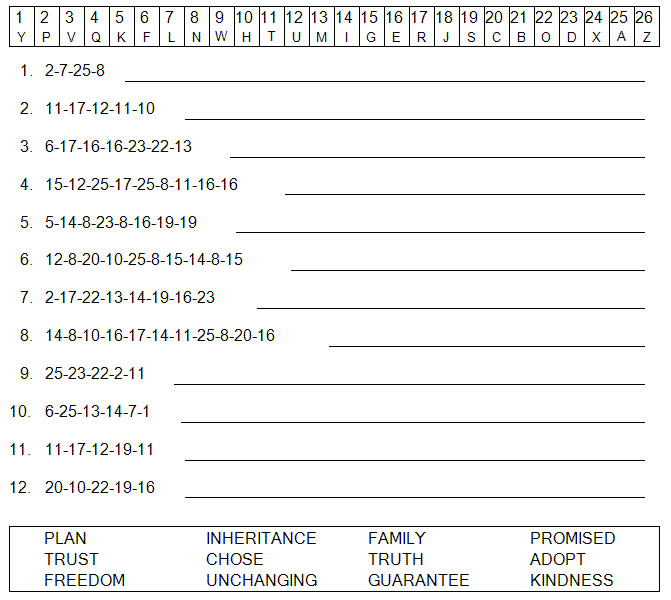 1 2 3 4 5 6 7 8 9 10 11 12 13 14 15 16 17 18 19 20 21 22 23 24 25 26
Y P V Q K F L N W H T U M I G E R J S C B O D X A Z
1. 2-7-25-8
2. 11-17-12-11-10
3. 6-17-16-16-23-22-13
4. 15-12-25-17-25-8-11-16-16
5. 5-14-8-23-8-16-19-19
6. 12-8-20-10-25-8-15-14-8-15
7. 2-17-22-13-14-19-16-23
8. 14-8-10-16-17-14-11-25-8-20-16
9. 25-23-22-2-11
10. 6-25-13-14-7-1
11. 11-17-12-19-11
12. 20-10-22-19-16
PLAN INHERITANCE FAMILY PROMISED
TRUST CHOSE TRUTH ADOPT
FREEDOM UNCHANGING GUARANTEE KINDNESS